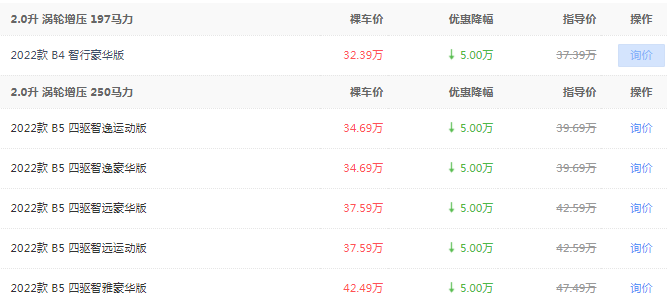 2.0升 涡轮增压 197马力 裸车价 优惠降幅 指导价 操作
2022款 B4 智行豪华版 32.39万 ↓ 5.00万 37.39万 询价
2.0升 涡轮增压 250马力 裸车价 优惠降幅 指导价 操作
2022款 B5 四驱智逸运动版 34.69万 ↓ 5.00万 39.69万 询价
2022款 B5 四驱智逸豪华版 34.69万 ↓ 5.00万 39.69万 询价
2022款 B5 四驱智远豪华版 37.59万 ↓ 5.00万 42.59万 询价
2022款 B5 四驱智远运动版 37.59万 ↓ 5.00万 42.59万 询价
2022款 B5 四驱智雅豪华版 42.49万 ↓ 5.00万 47.49万 询价